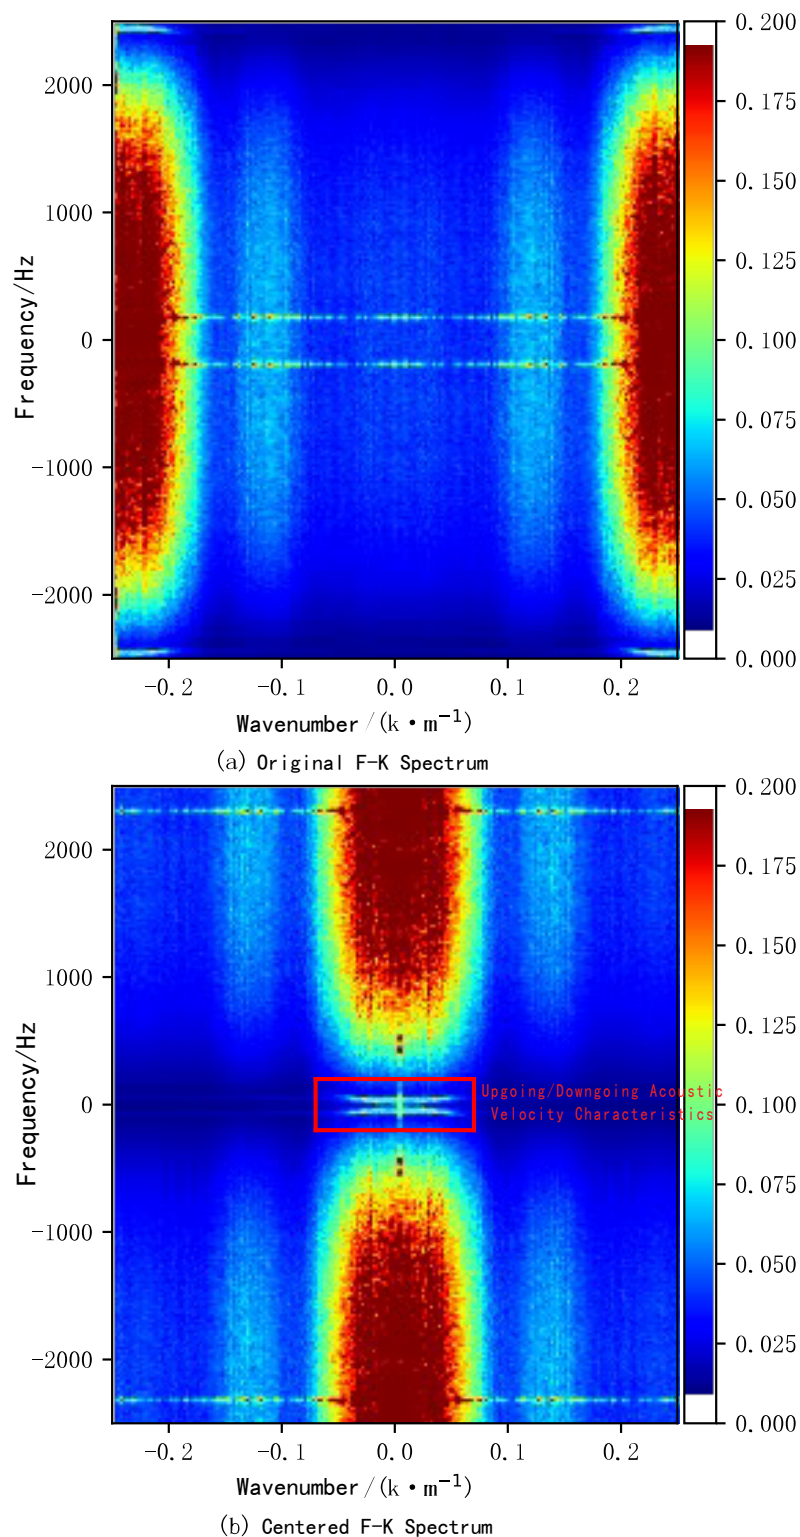 0.200
2000
0.175
0.150
1000
0.125
Frequency/Hz
0
0.100
0.075
−1000
0.050
−2000
0.025
0.000
−0.2 −0.1 0.0 0.1 0.2
Wavenumber/(k·m⁻¹)
(a) Original F-K Spectrum
0.200
2000
0.175
0.150
1000
0.125
Frequency/Hz
Upgoing/Downgoing Acoustic
Velocity Characteristics
0
0.100
0.075
−1000
0.050
−2000
0.025
0.000
−0.2 −0.1 0.0 0.1 0.2
Wavenumber/(k·m⁻¹)
(b) Centered F-K Spectrum